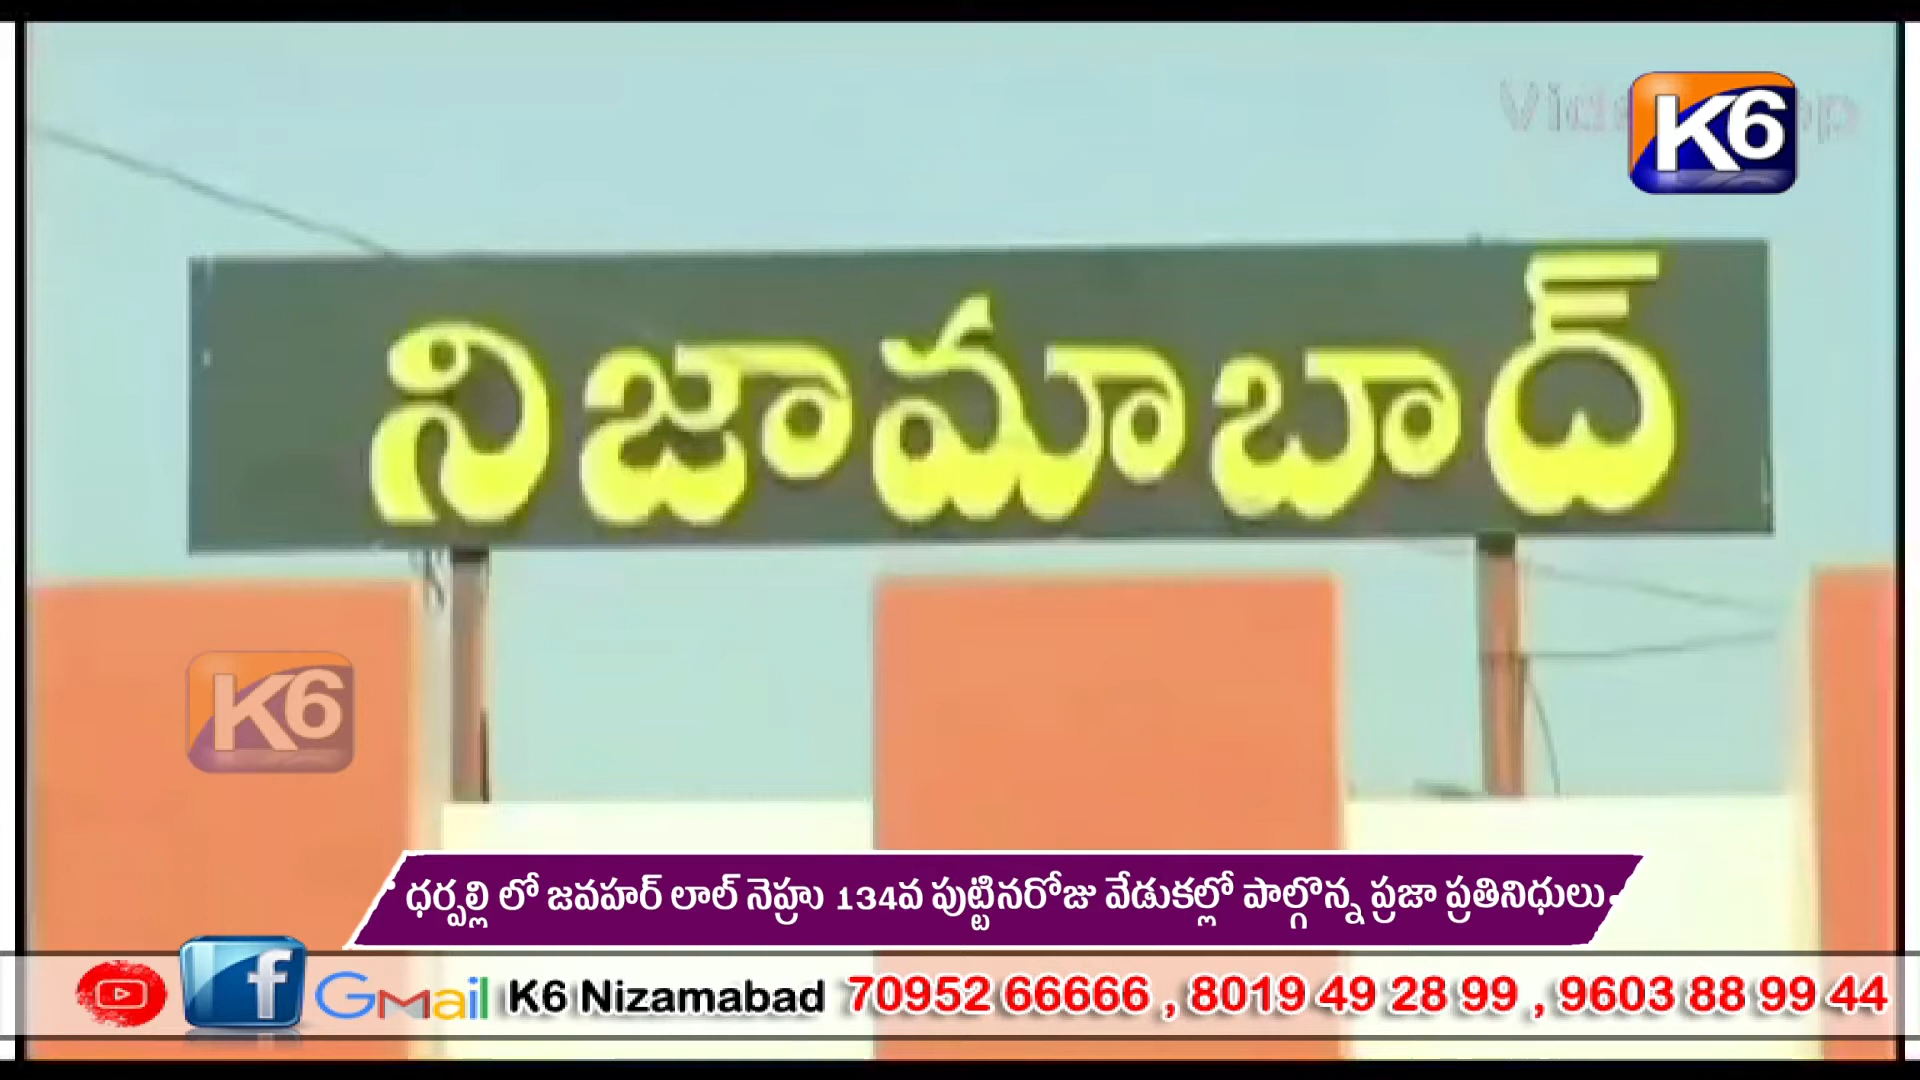 K6
నిజామాబాద్
K6
ధర్పల్లి లో జవహర్ లాల్ నెహ్రు 134వ పుట్టినరోజు వేడుకల్లో పాల్గొన్న ప్రజా ప్రతినిధులు
f Gmail K6 Nizamabad 70952 66666 , 8019 49 28 99 , 9603 88 99 44